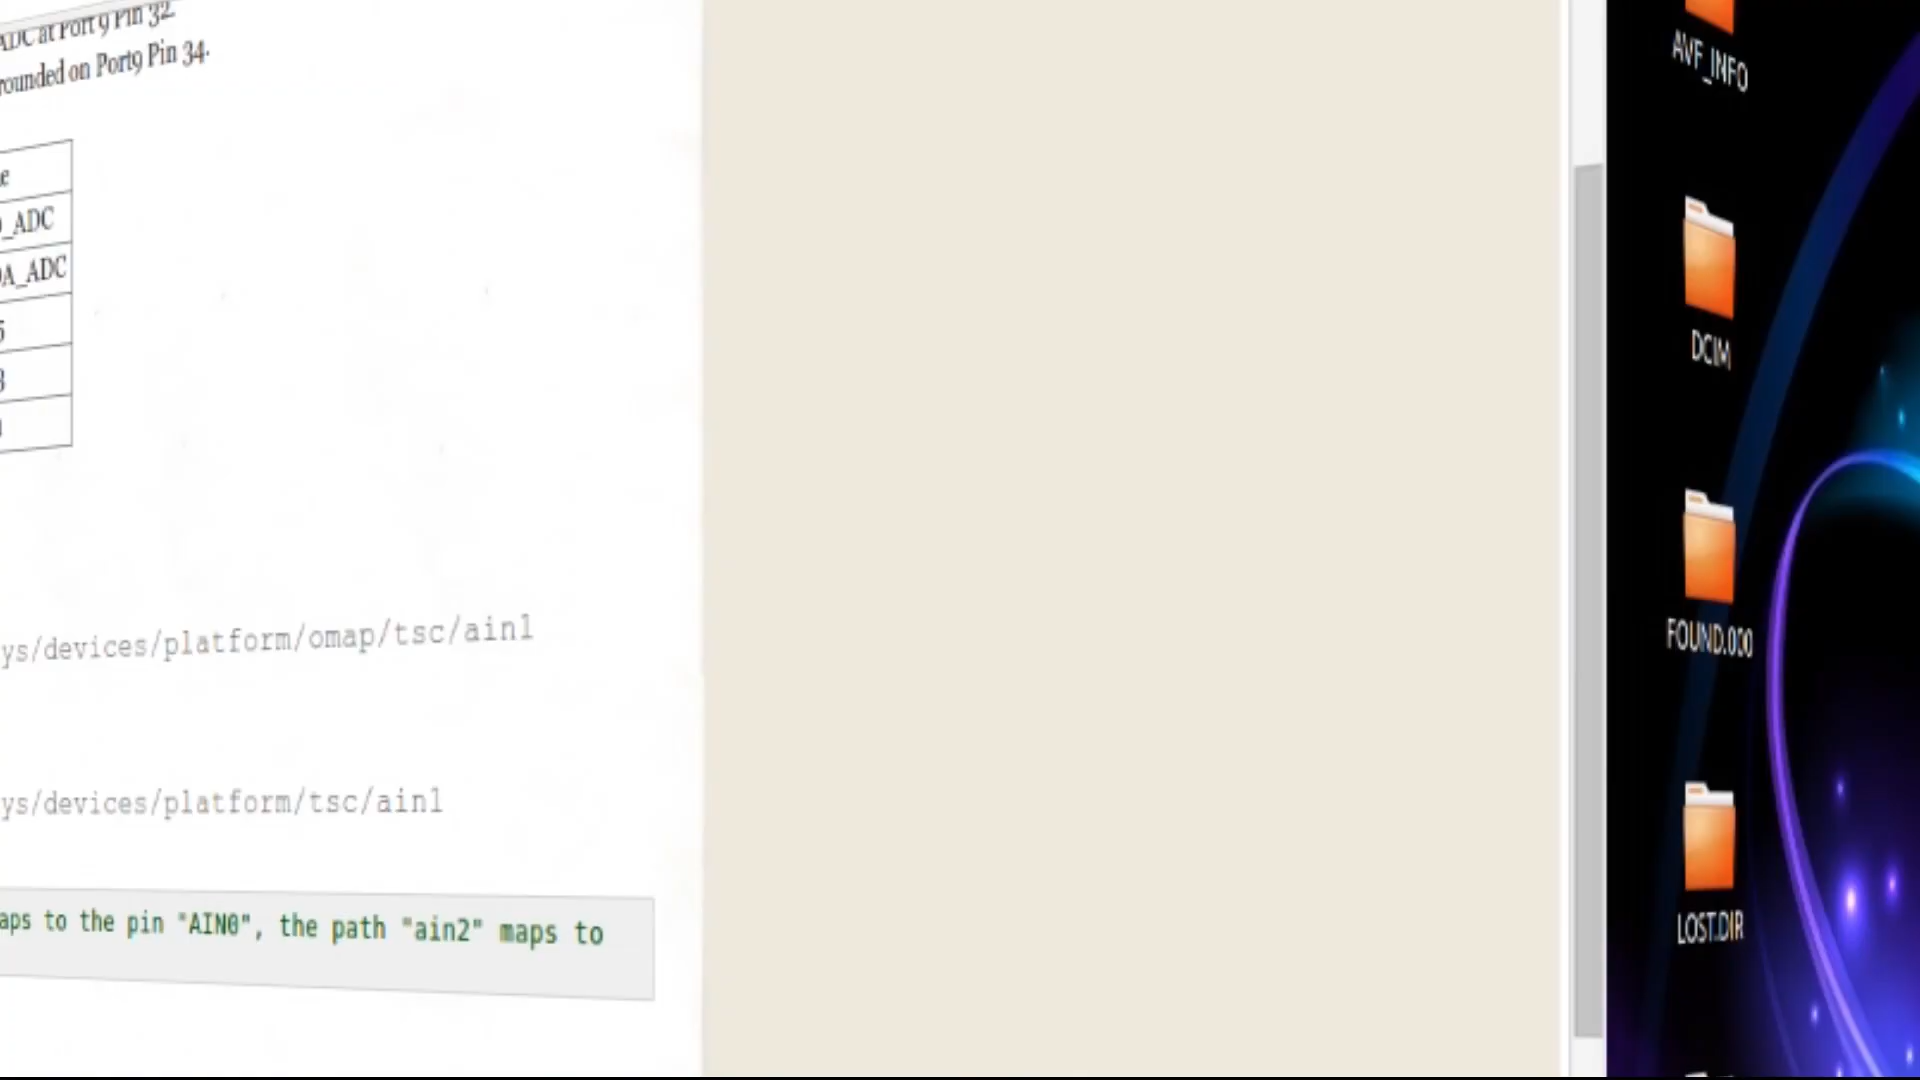 ADC at Port 9 Pin 32.
rounded on Port9 Pin 34.
_ADC
A_ADC
ys/devices/platform/omap/tsc/ain1
ys/devices/platform/tsc/ain1
aps to the pin "AIN0", the path "ain2" maps to
AVF_INFO
DCIM
FOUND.000
LOST.DIR